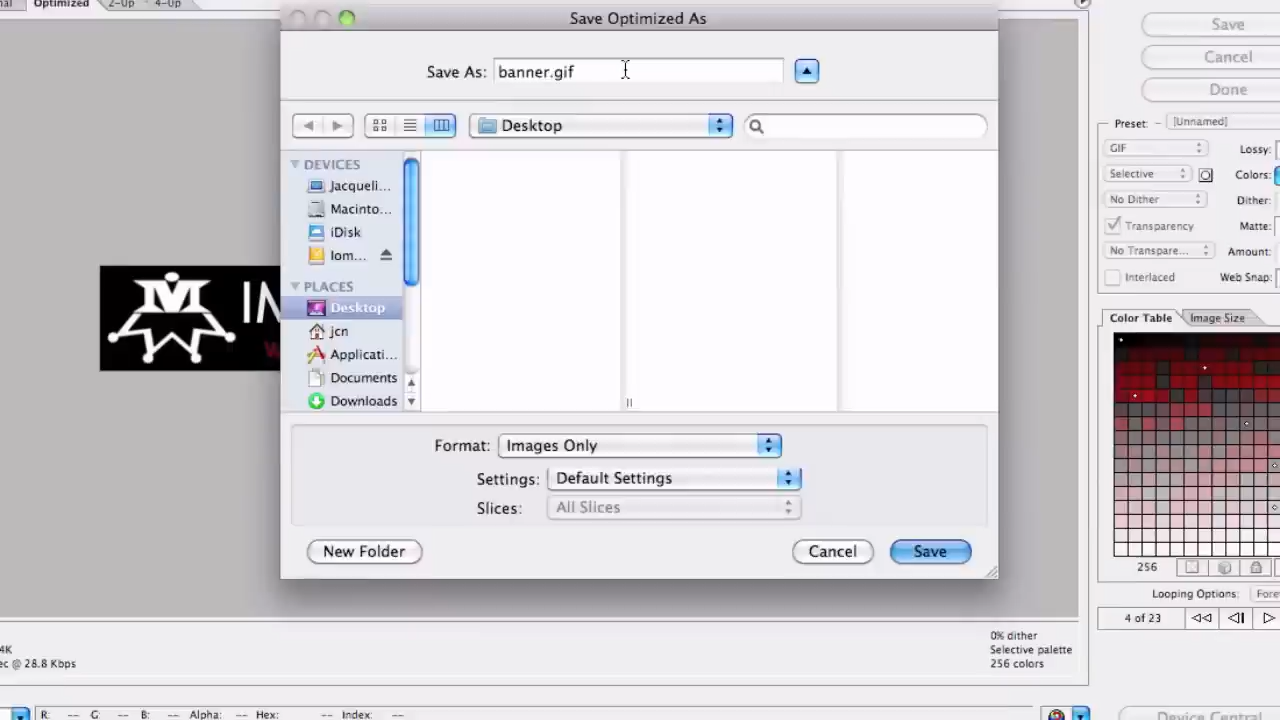 Optimized 2-Up 4-Up
Save Optimized As
Save
Cancel
Done
Save As: banner.gif
Preset: [Unnamed]
Desktop
GIF Lossy:
Selective Colors:
No Dither Dither:
Transparency Matte:
No Transpare... Amount:
Interlaced Web Snap:
DEVICES
Jacqueli...
Macinto...
iDisk
Iom...
PLACES
Desktop
jcn
Applicati...
Documents
Downloads
M IM
Color Table Image Size
256
Format: Images Only
Settings: Default Settings
Slices: All Slices
New Folder Cancel Save
Looping Options: Fore
4 of 23
4K
ec @ 28.8 Kbps
0% dither
Selective palette
256 colors
R: -- G: -- B: -- Alpha: -- Hex: -- Index: --
Device Central